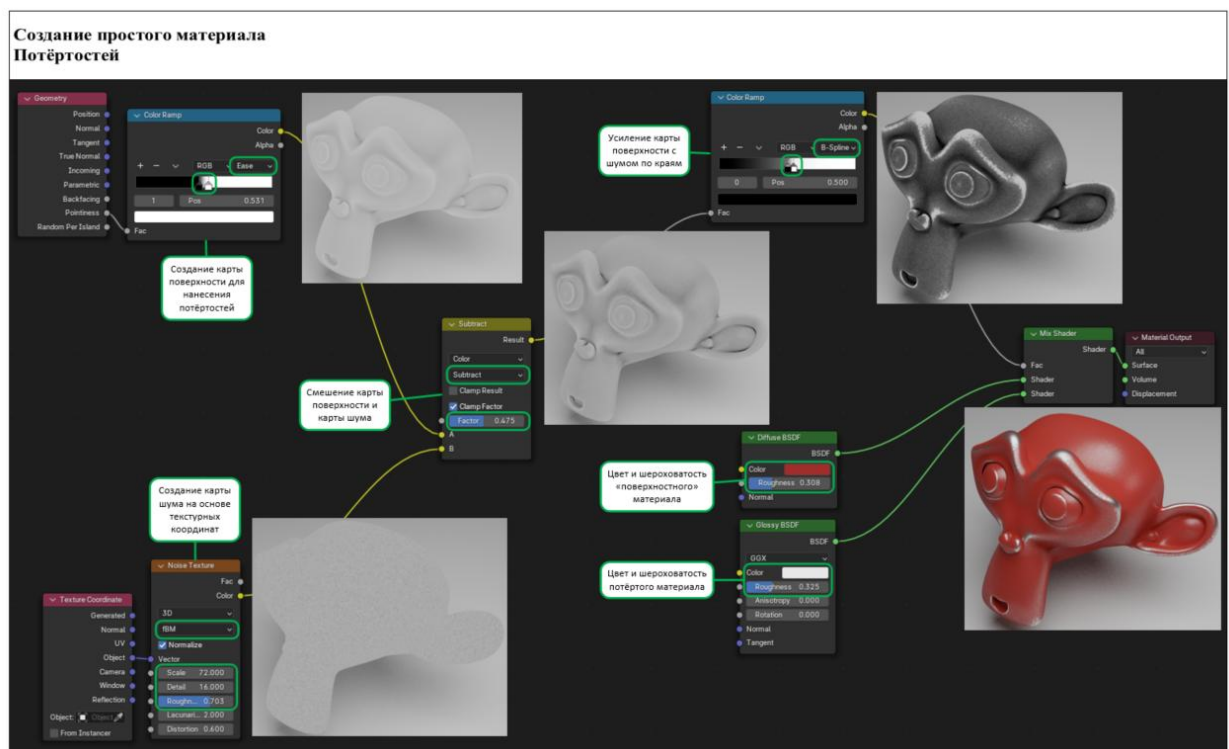 Создание простого материала
Потёртостей
Geometry
Position
Normal
Tangent
True Normal
Incoming
Parametric
Backfacing
Pointiness
Random Per Island
Color Ramp
Color
Alpha
RGB
Ease
1
Pos
0.531
Fac
Создание карты
поверхности для
нанесения
потёртостей
Усиление карты
поверхности с
шумом по краям
Color Ramp
Color
Alpha
RGB
B-Spline
0
Pos
0.500
Fac
Subtract
Result
Color
Subtract
Clamp Result
Clamp Factor
Factor 0.475
A
B
Смешение карты
поверхности и
карты шума
Mix Shader
Shader
Fac
Shader
Shader
Material Output
All
Surface
Volume
Displacement
Создание карты
шума на основе
текстурных
координат
Noise Texture
Fac
Color
3D
fBM
Normalize
Vector
Scale 72.000
Detail 16.000
Roughn... 0.703
Lacunari... 2.000
Distortion 0.600
Texture Coordinate
Generated
Normal
UV
Object
Camera
Window
Reflection
Object: Object
From Instancer
Цвет и шероховатость
«поверхностного»
материала
Diffuse BSDF
BSDF
Color
Roughness 0.308
Normal
Цвет и шероховатость
потёртого материала
Glossy BSDF
BSDF
GGX
Color
Roughness 0.325
Anisotropy 0.000
Rotation 0.000
Normal
Tangent